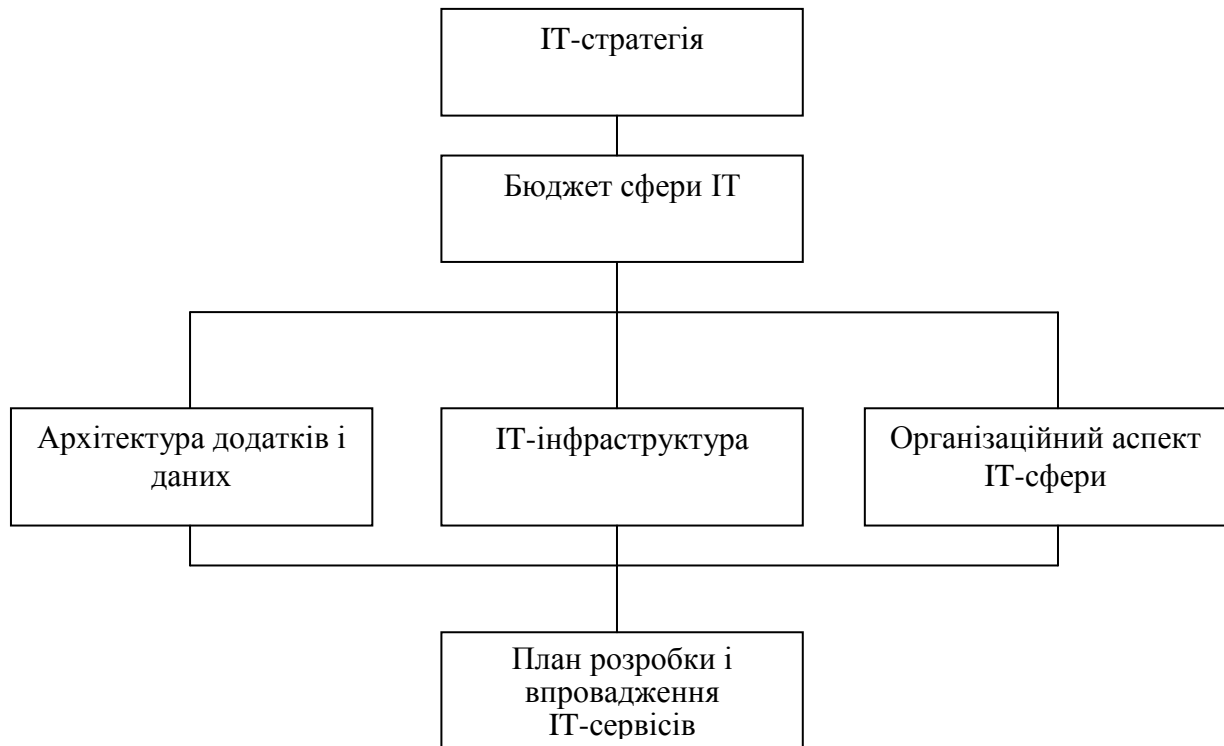 ІТ-стратегія
Бюджет сфери ІТ
Архітектура додатків і
даних
ІТ-інфраструктура
Організаційний аспект
ІТ-сфери
План розробки і
впровадження
ІТ-сервісів